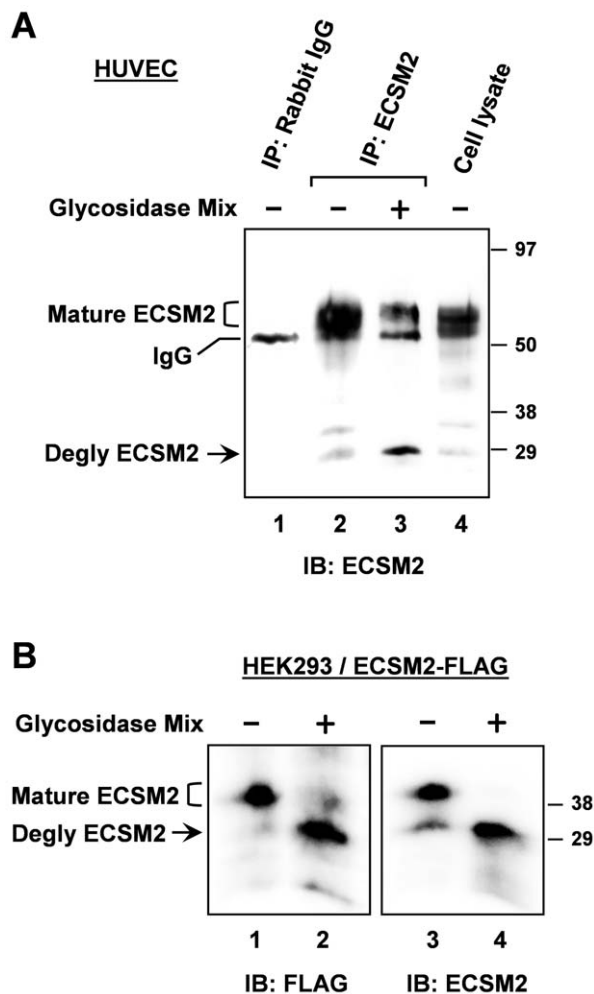 A
HUVEC
IP: Rabbit IgG
IP: ECSM2
Cell lysate
Glycosidase Mix − − + −
97
Mature ECSM2
IgG
50
38
Degly ECSM2
29
1 2 3 4
IB: ECSM2
B
HEK293 / ECSM2-FLAG
Glycosidase Mix − + − +
Mature ECSM2
38
Degly ECSM2
29
1 2 3 4
IB: FLAG IB: ECSM2